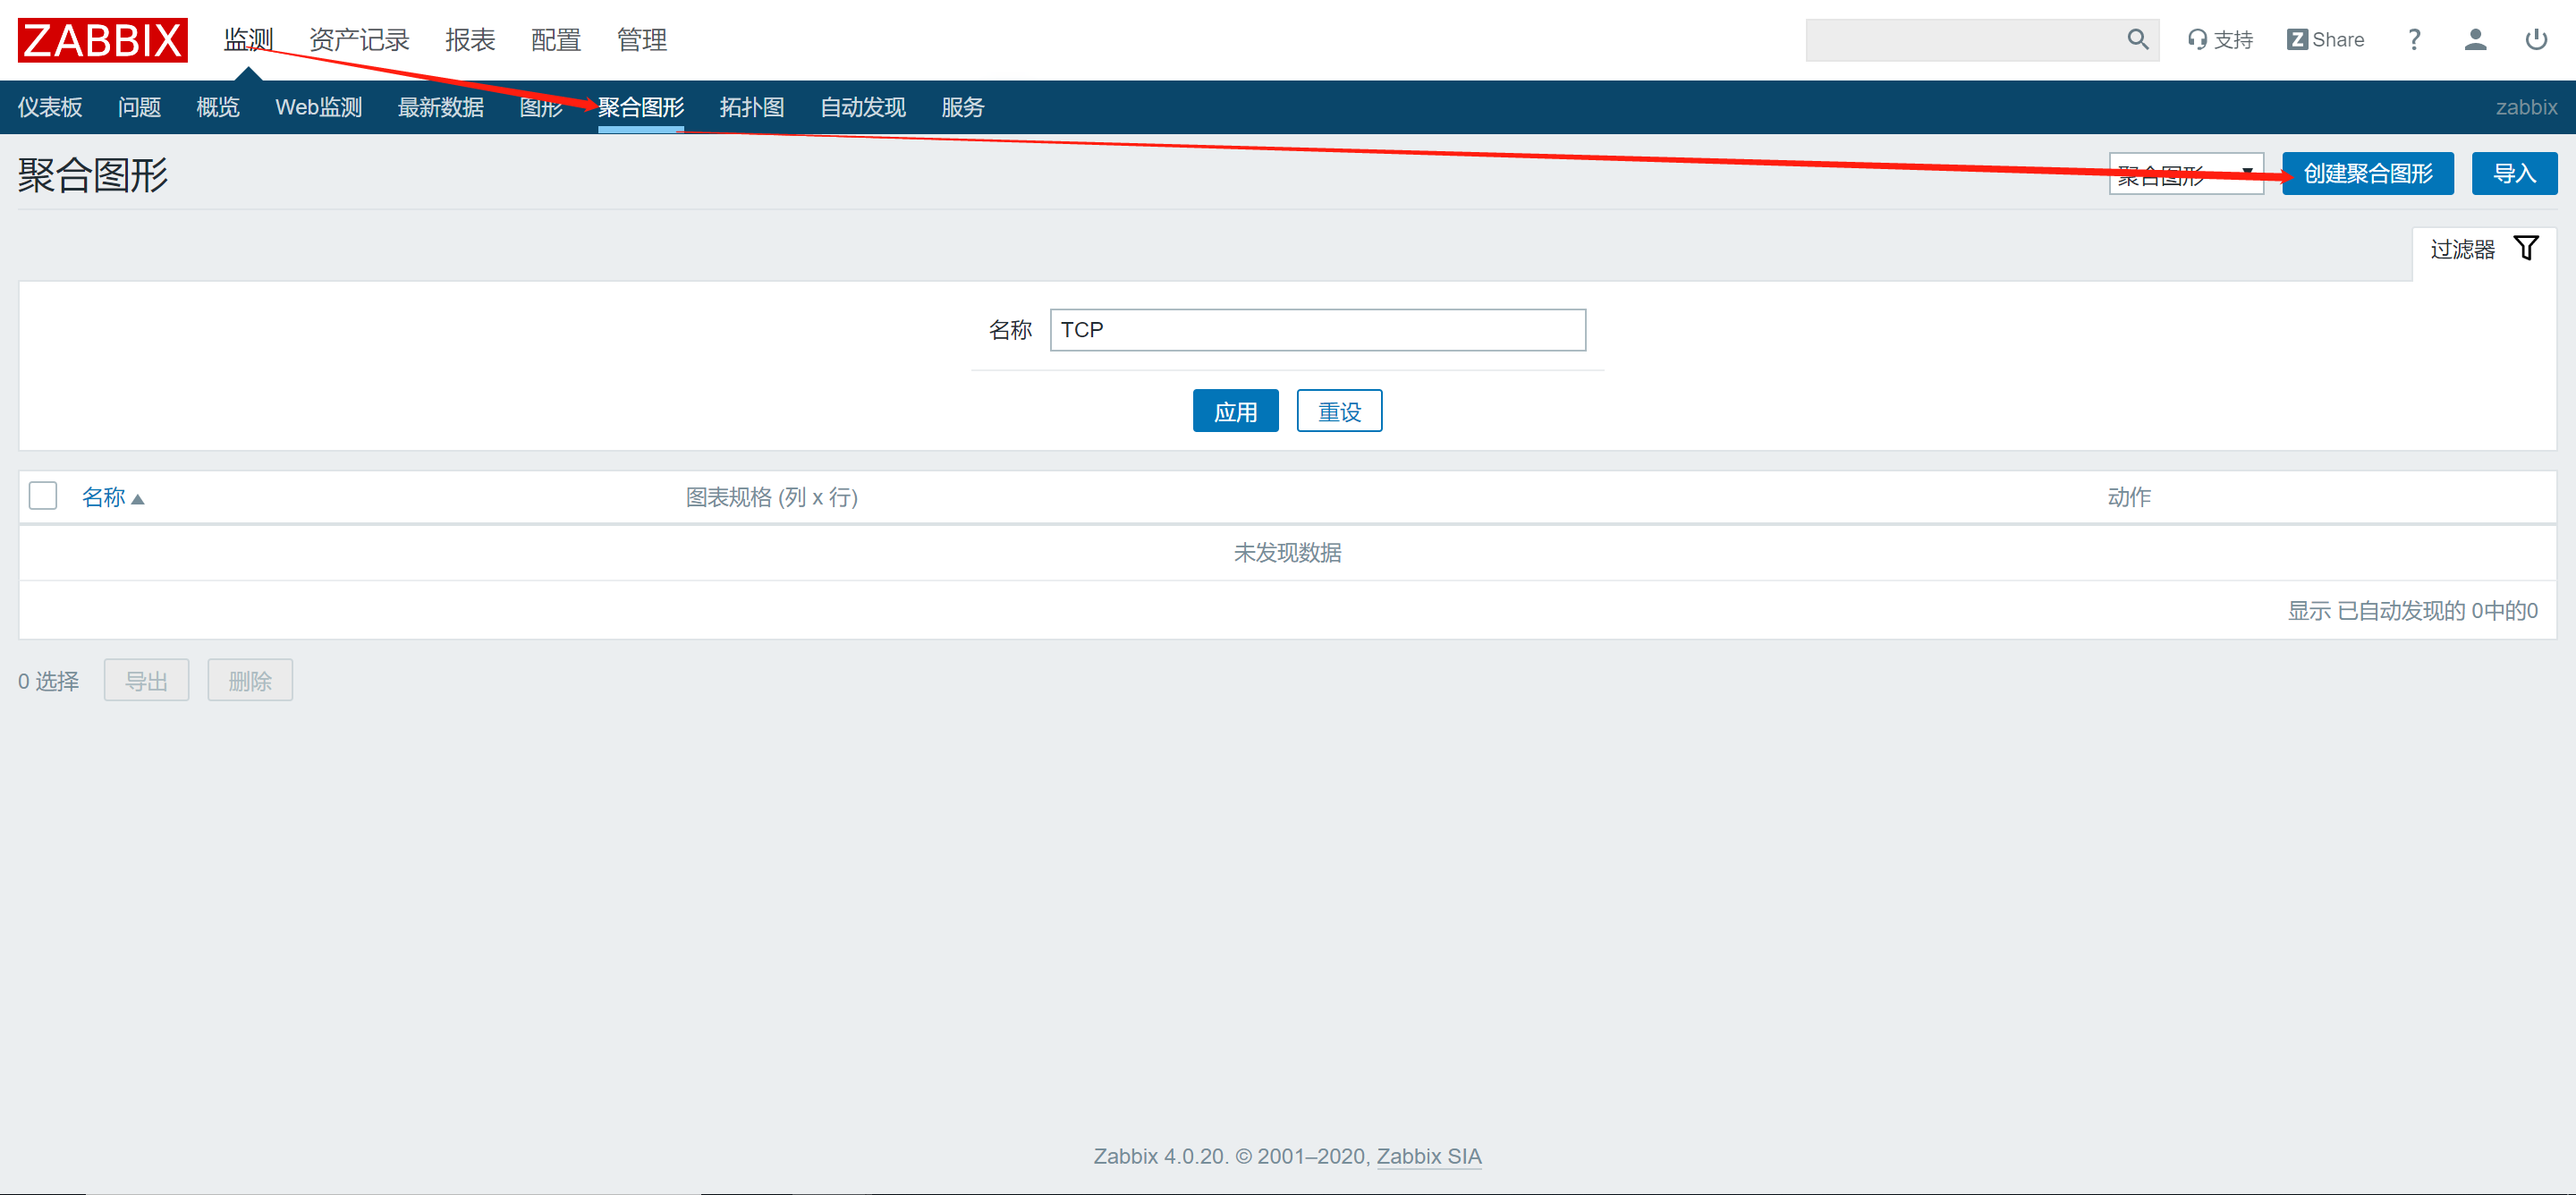 ZABBIX 监测 资产记录 报表 配置 管理 支持 Z Share ?
仪表板 问题 概览 Web监测 最新数据 图形 聚合图形 拓扑图 自动发现 服务 zabbix
聚合图形 聚合图形 创建聚合图形 导入
过滤器
名称 TCP
应用 重设
名称 图表规格 (列 x 行) 动作
未发现数据
显示 已自动发现的 0中的0
0 选择 导出 删除
Zabbix 4.0.20. © 2001–2020, Zabbix SIA